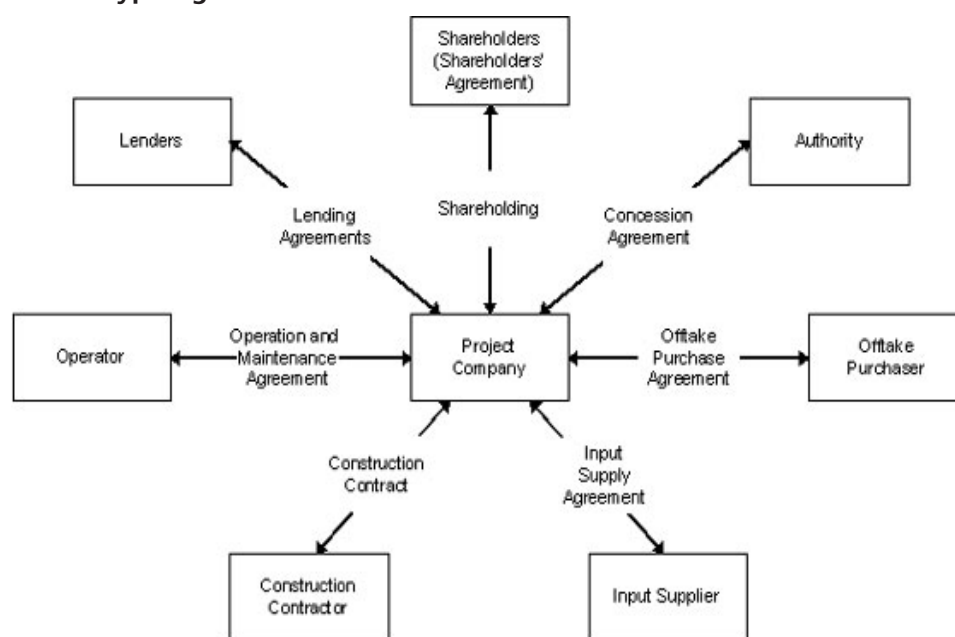 Shareholders
(Shareholders'
Agreement)
Lenders
Authority
Lending
Agreements
Shareholding
Concession
Agreement
Operator
Operation and
Maintenance
Agreement
Project
Company
Offtake
Purchase
Agreement
Offtake
Purchaser
Construction
Contract
Input
Supply
Agreement
Construction
Contractor
Input Supplier